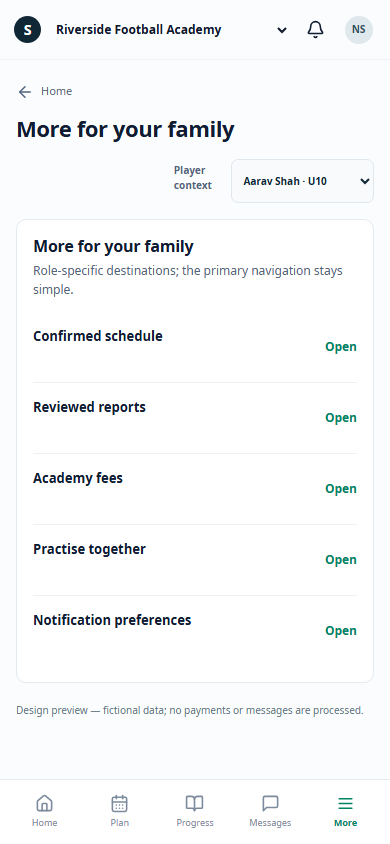 S
Riverside Football Academy
NS
Home
More for your family
Player context
Aarav Shah · U10
More for your family
Role-specific destinations; the primary navigation stays
simple.
Confirmed schedule
Open
Reviewed reports
Open
Academy fees
Open
Practise together
Open
Notification preferences
Open
Design preview — fictional data; no payments or messages are processed.
Home
Plan
Progress
Messages
More